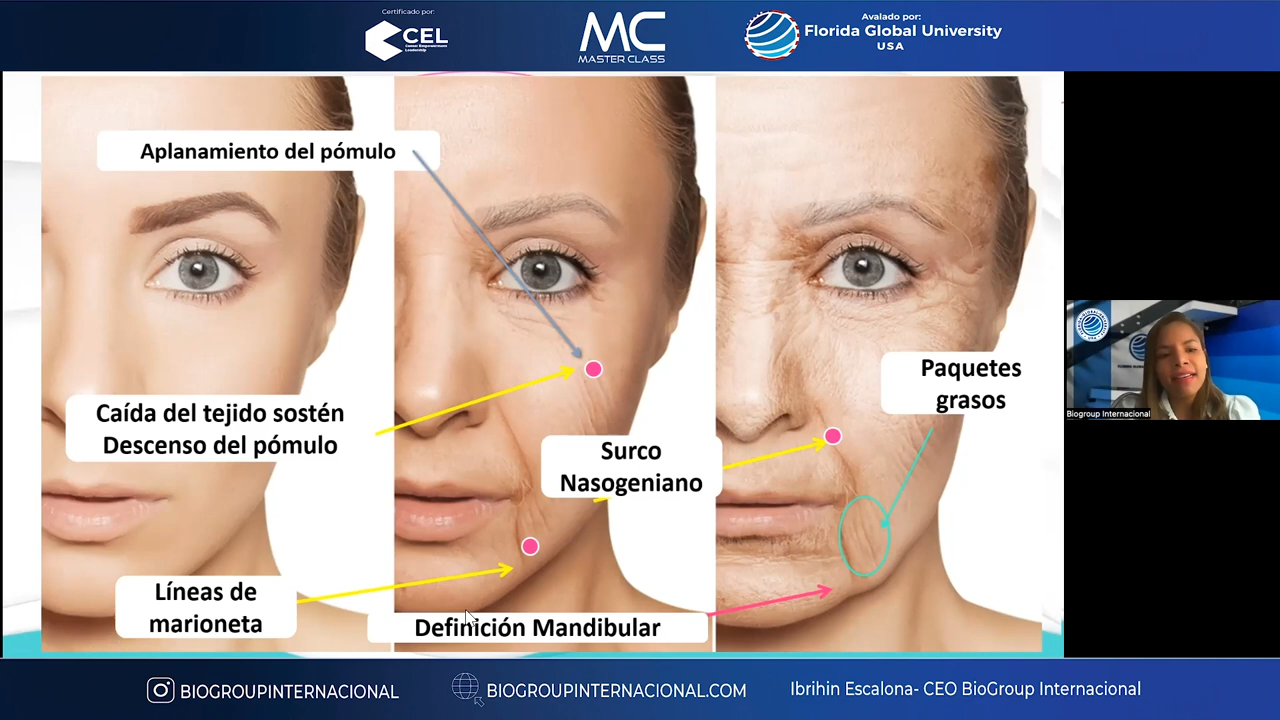 Certificado por:
CEL
MC
MASTER CLASS
Avalado por:
Florida Global University
USA
Aplanamiento del pómulo
Caída del tejido sostén
Descenso del pómulo
Surco
Nasogeniano
Paquetes
grasos
Líneas de
marioneta
Definición Mandibular
Biogroup Internacional
BIOGROUPINTERNACIONAL
BIOGROUPINTERNACIONAL.COM
Ibrihin Escalona- CEO BioGroup Internacional